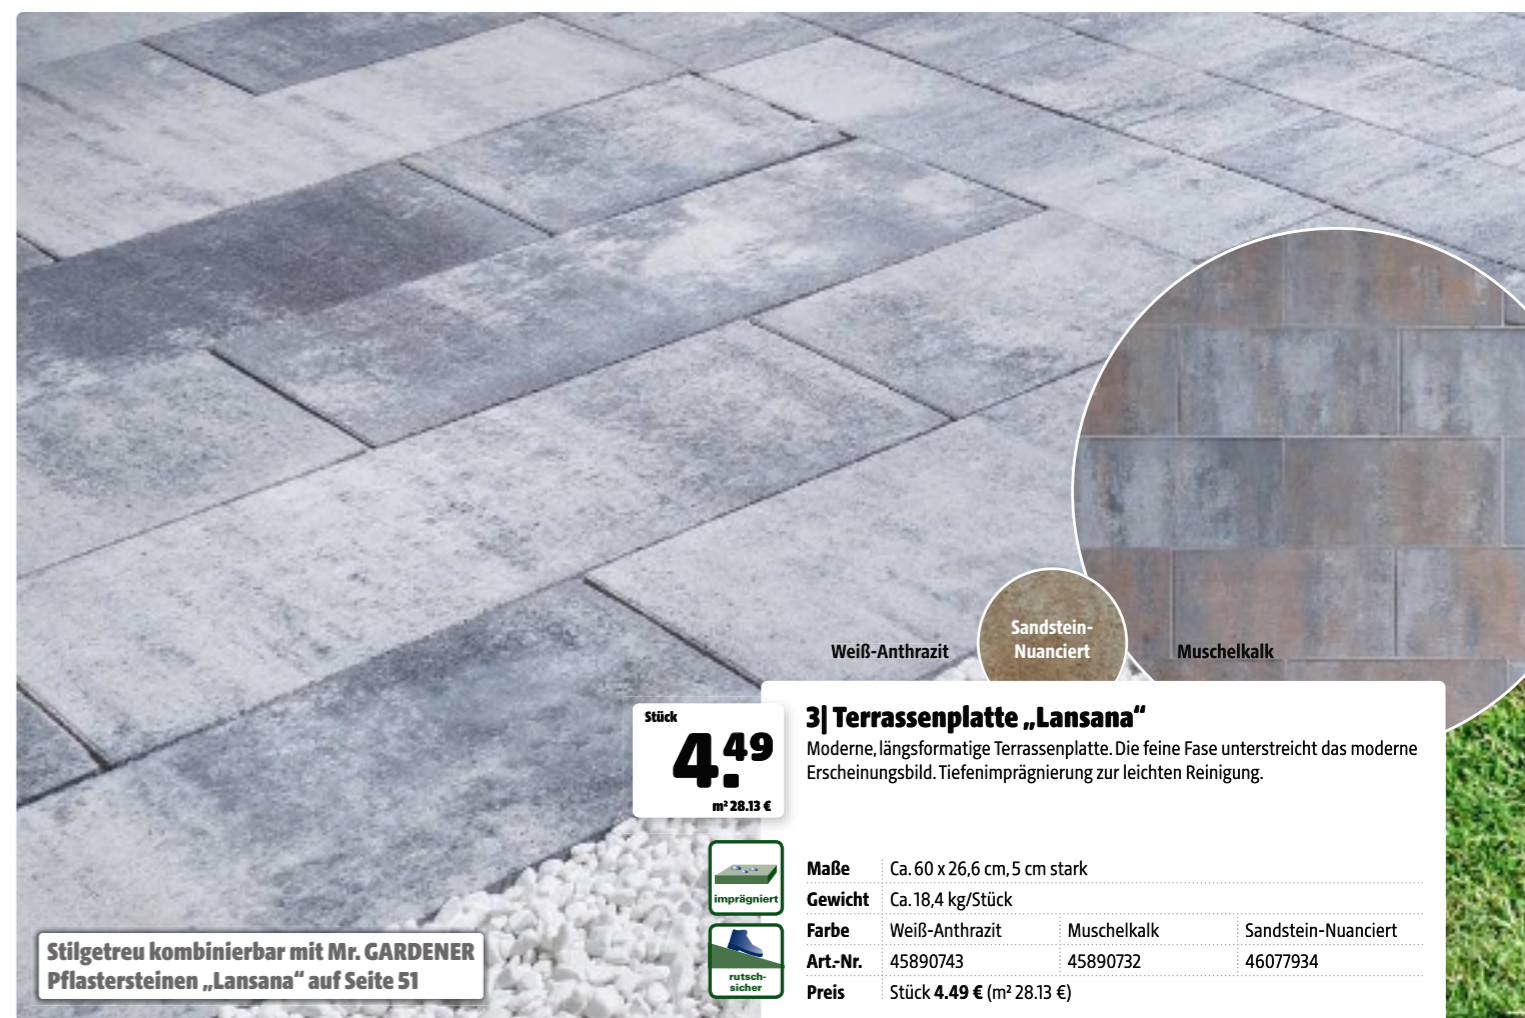 Weiß-Anthrazit
Sandstein-
Nuanciert
Muschelkalk
Stück
4.49
m² 28.13 €
3| Terrassenplatte „Lansana“
Moderne, längsformatige Terrassenplatte. Die feine Fase unterstreicht das moderne
Erscheinungsbild. Tiefenimprägnierung zur leichten Reinigung.
imprägniert
rutsch-
sicher
Maße Ca. 60 x 26,6 cm, 5 cm stark
Gewicht Ca. 18,4 kg/Stück
Farbe Weiß-Anthrazit Muschelkalk Sandstein-Nuanciert
Art.-Nr. 45890743 45890732 46077934
Preis Stück 4.49 € (m² 28.13 €)
Stilgetreu kombinierbar mit Mr. GARDENER
Pflastersteinen „Lansana“ auf Seite 51